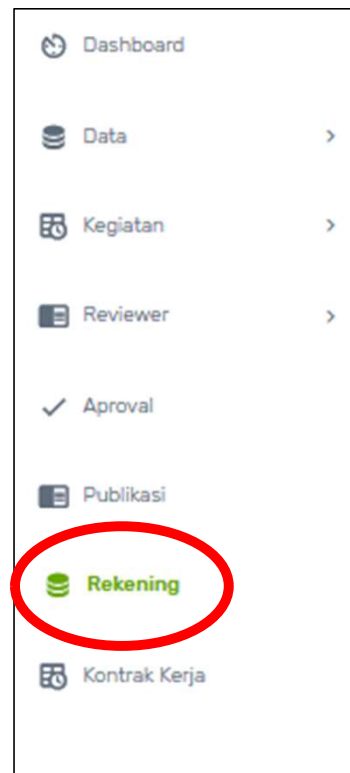 Dashboard
Data
Kegiatan
Reviewer
Aproval
Publikasi
Rekening
Kontrak Kerja